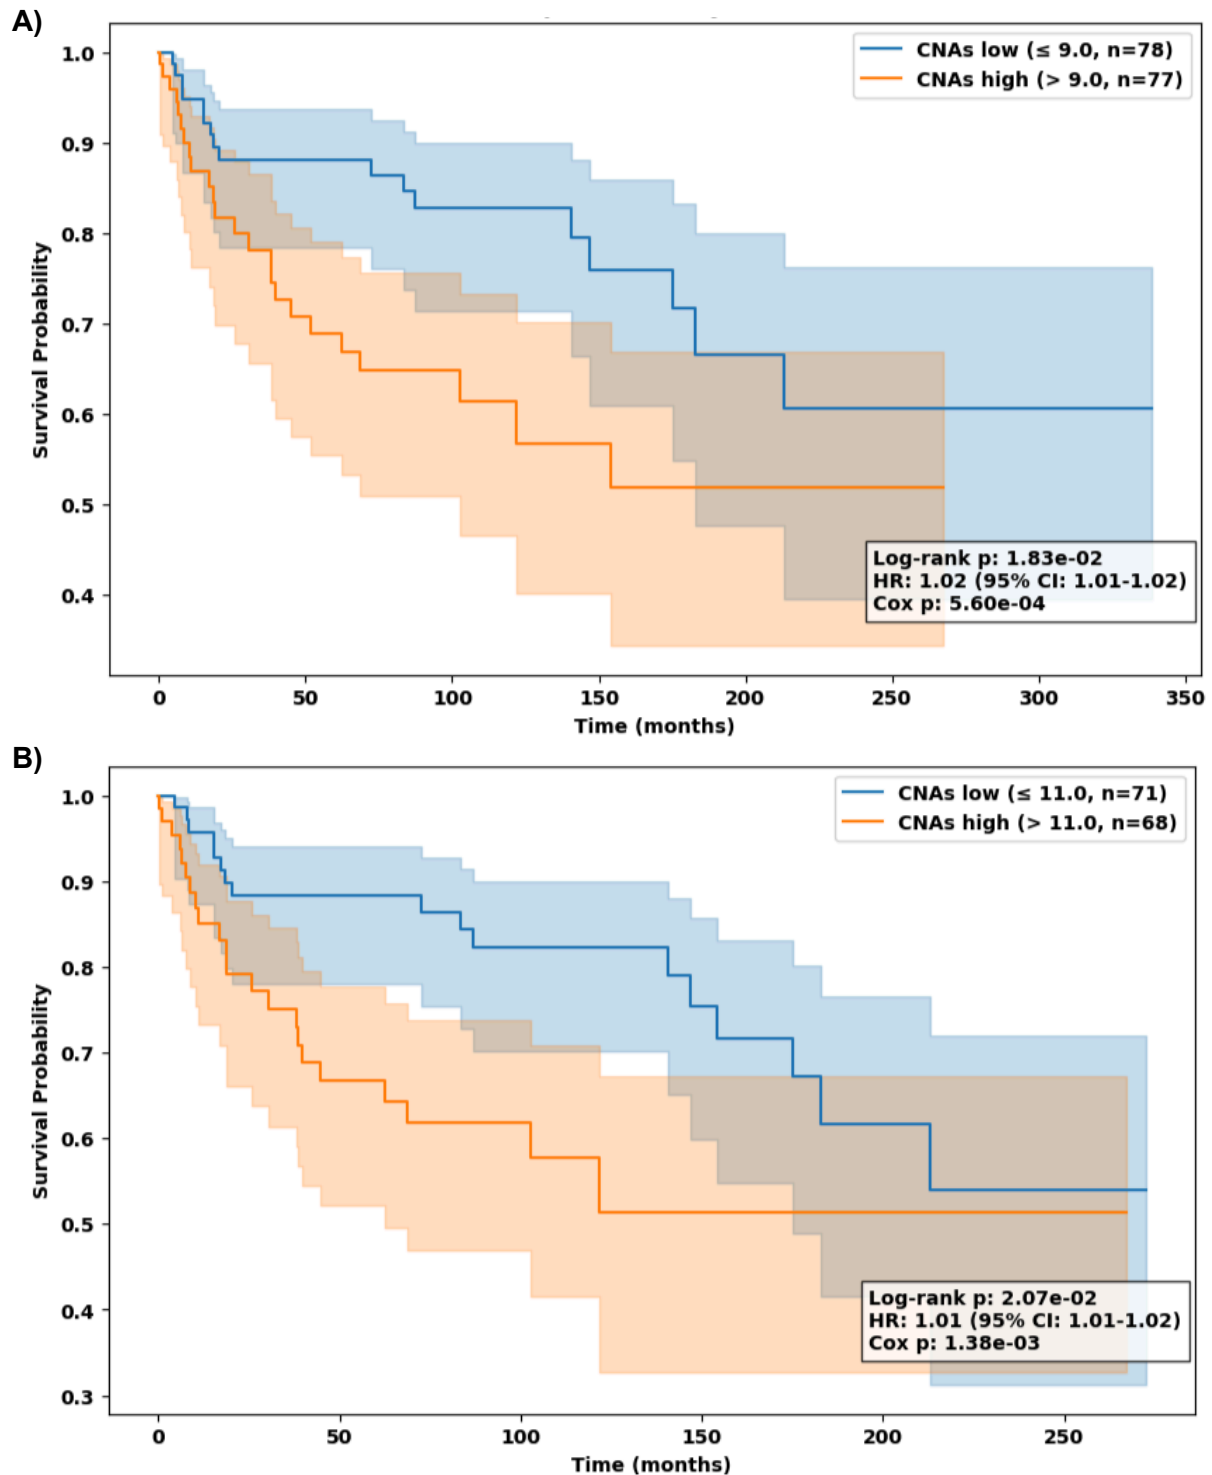 A)
CNAs low (≤ 9.0, n=78)
CNAs high (> 9.0, n=77)
1.0
0.9
0.8
0.7
0.6
0.5
0.4
Survival Probability
Log-rank p: 1.83e-02
HR: 1.02 (95% CI: 1.01-1.02)
Cox p: 5.60e-04
0 50 100 150 200 250 300 350
Time (months)
B)
CNAs low (≤ 11.0, n=71)
CNAs high (> 11.0, n=68)
1.0
0.9
0.8
0.7
0.6
0.5
0.4
0.3
Survival Probability
Log-rank p: 2.07e-02
HR: 1.01 (95% CI: 1.01-1.02)
Cox p: 1.38e-03
0 50 100 150 200 250
Time (months)